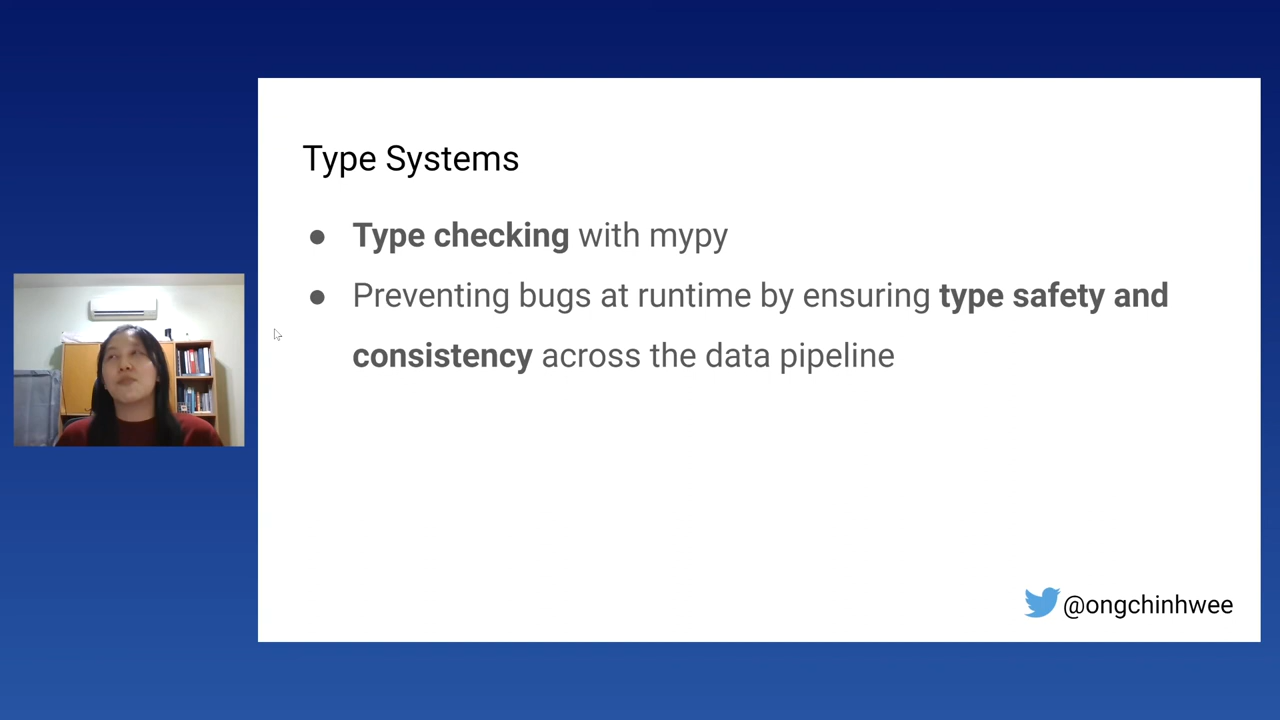 Type Systems
● Type checking with mypy
● Preventing bugs at runtime by ensuring type safety and
consistency across the data pipeline
@ongchinhwee